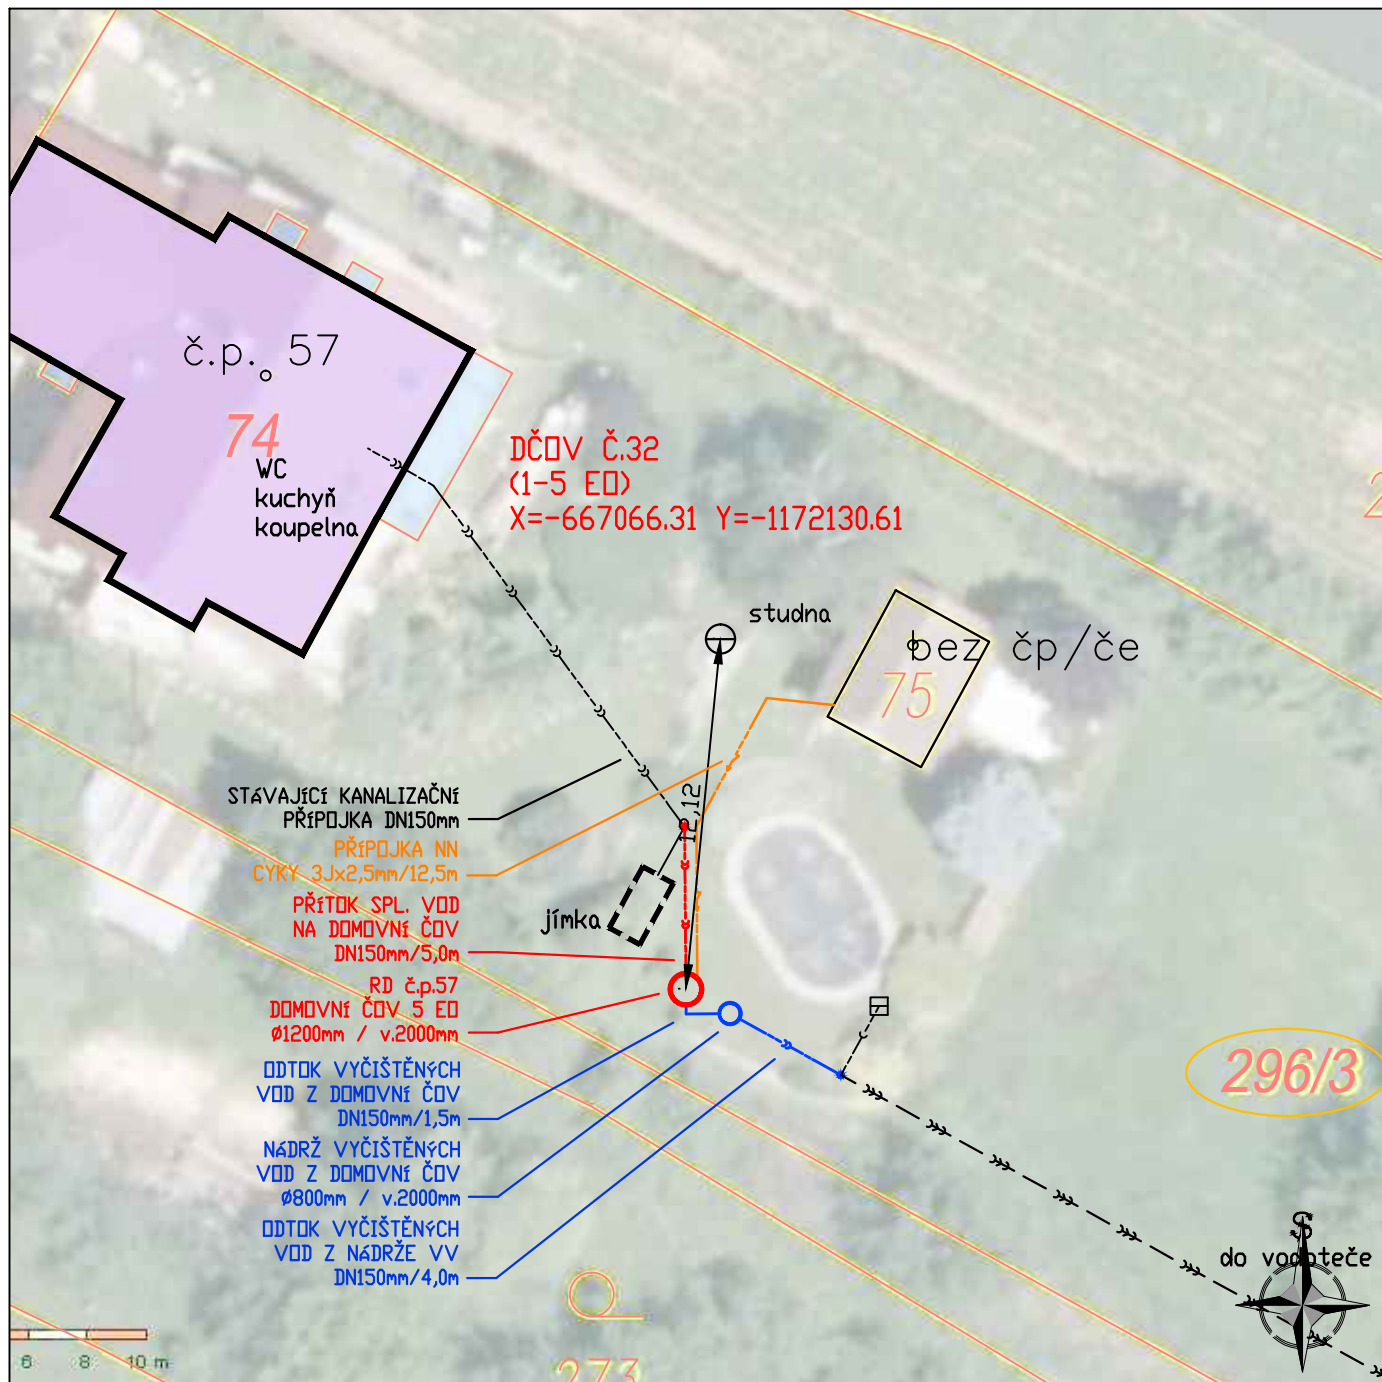 č.p. 57
74
WC
kuchyň
koupelna
DČOV Č.32
(1-5 EO)
X=-667066.31 Y=-1172130.61
studna
bez čp/če
75
12,12
STáVAJíCí KANALIZAČNí
PŘíPOJKA DN150mm
PŘíPOJKA NN
CYKY 3Jx2,5mm/12,5m
PŘíTOK SPL. VOD
NA DOMOVNí ČOV
DN150mm/5,0m
jímka
RD č.p.57
DOMOVNí ČOV 5 EO
Ø1200mm / v.2000mm
ODTOK VYČIŠTĚNýCH
VOD Z DOMOVNí ČOV
DN150mm/1,5m
NáDRŽ VYČIŠTĚNýCH
VOD Z DOMOVNí ČOV
Ø800mm / v.2000mm
ODTOK VYČIŠTĚNýCH
VOD Z NáDRŽE VV
DN150mm/4,0m
296/3
S
do vodoteče
6 8 10 m
273